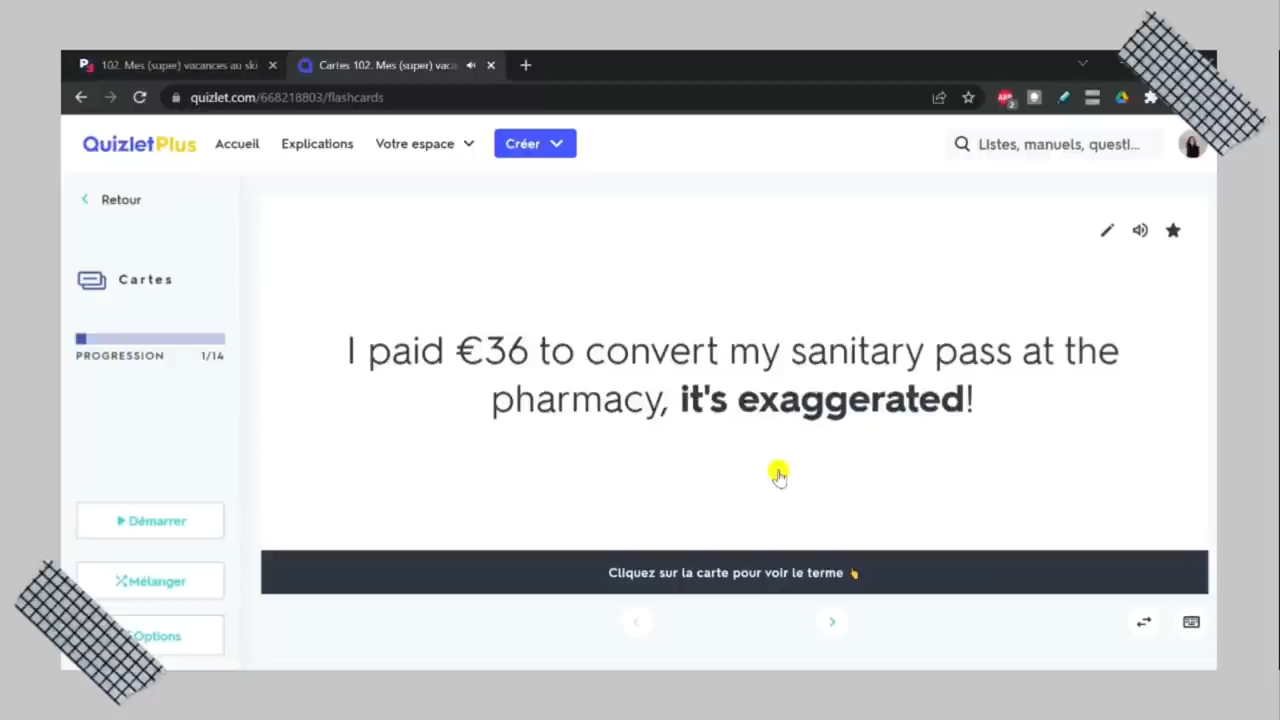 102. Mes (super) vacances au ski
Cartes 102. Mes (super) vaca
quizlet.com/668218803/flashcards
ABP
2
QuizletPlus
Accueil
Explications
Votre espace
Créer
Listes, manuels, questi...
Retour
Cartes
PROGRESSION 1/14
I paid €36 to convert my sanitary pass at the
pharmacy, it's exaggerated!
Démarrer
Mélanger
Options
Cliquez sur la carte pour voir le terme